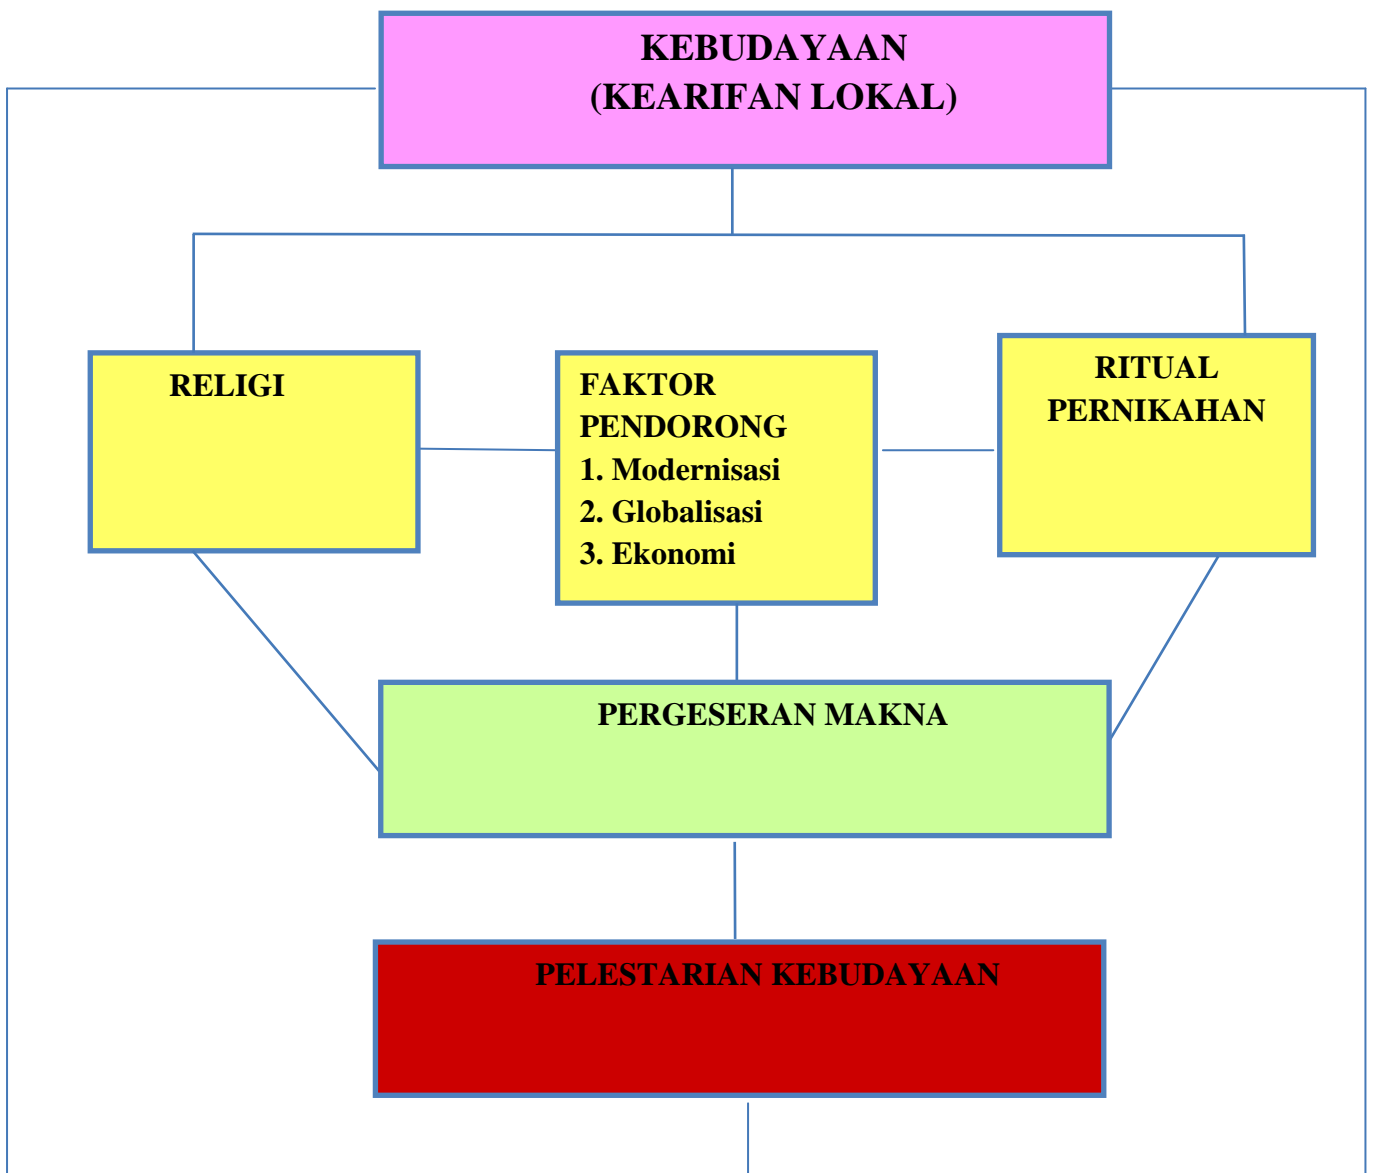 KEBUDAYAAN
(KEARIFAN LOKAL)
RELIGI
FAKTOR
PENDORONG
1. Modernisasi
2. Globalisasi
3. Ekonomi
RITUAL
PERNIKAHAN
PERGESERAN MAKNA
PELESTARIAN KEBUDAYAAN